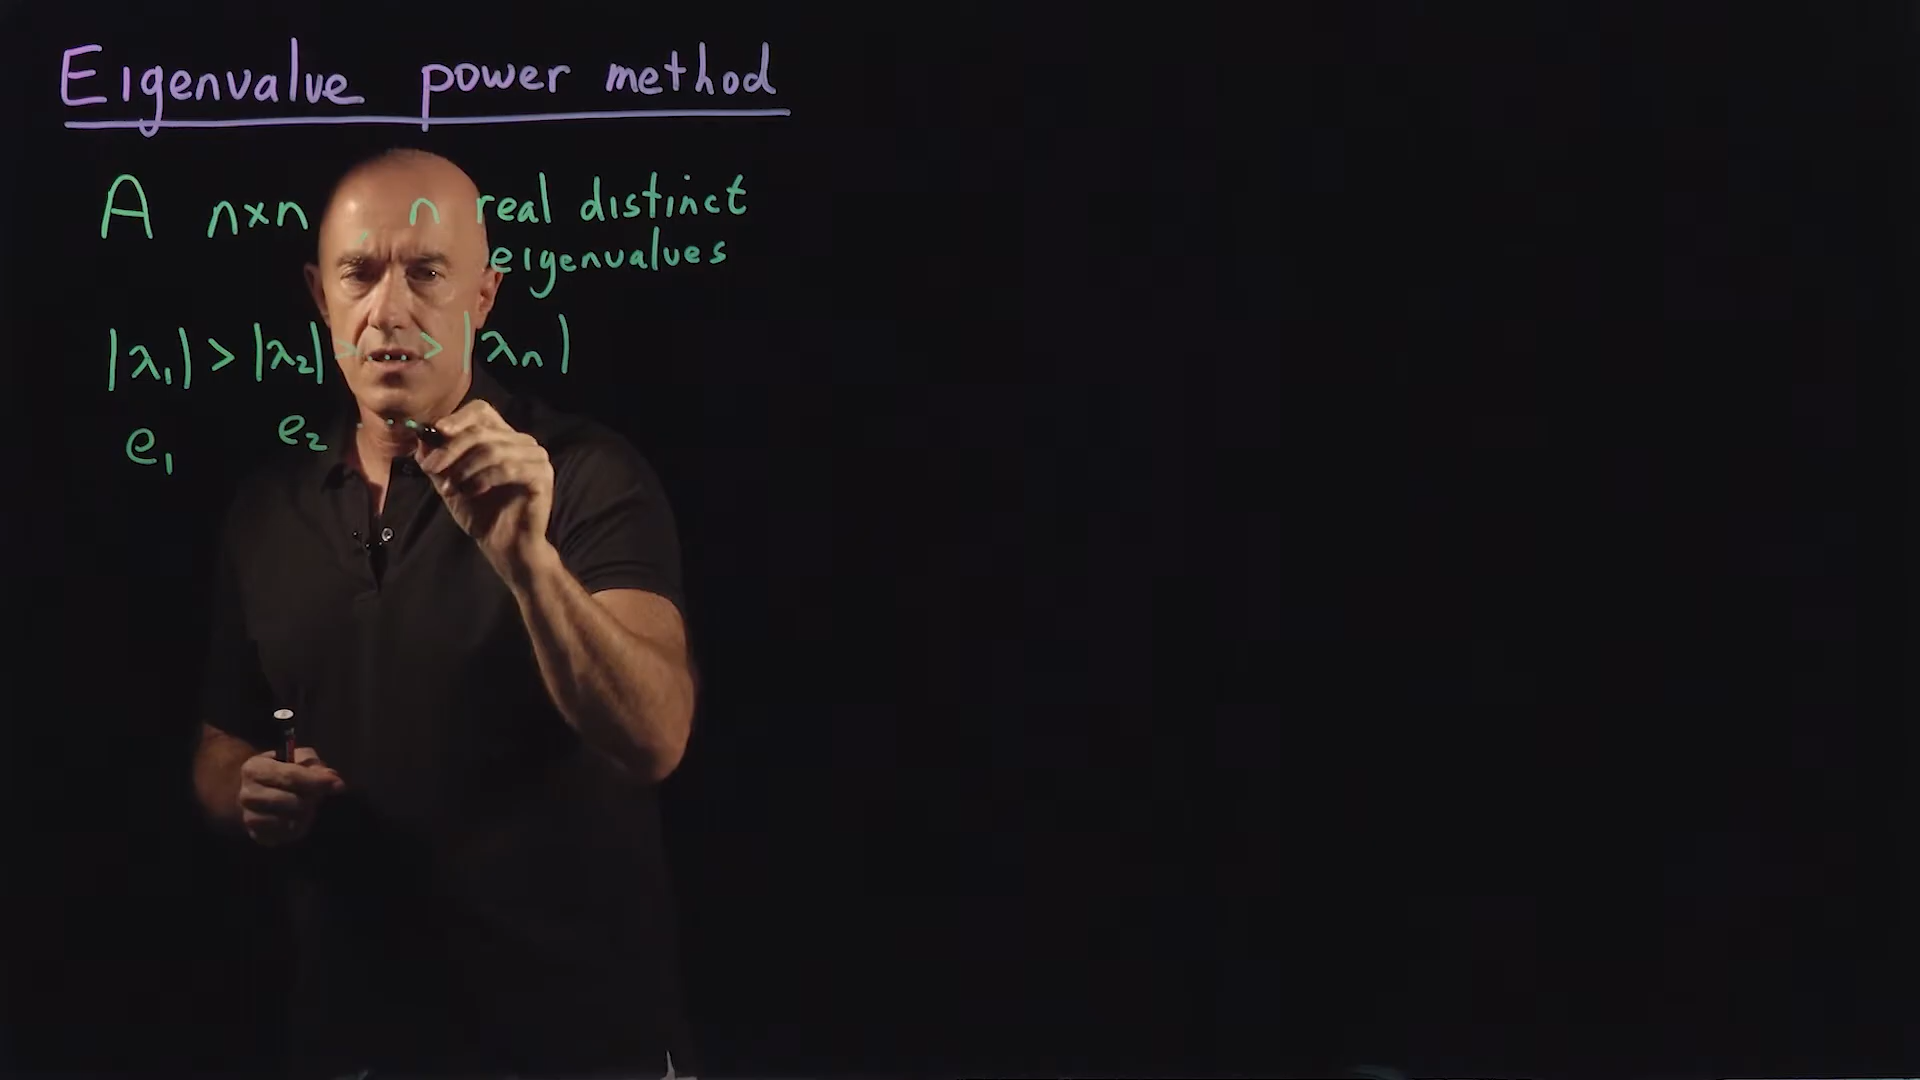 Eigenvalue power method
A n×n , n real distinct
eigenvalues
|λ₁| > |λ₂| > ... > |λₙ|
e₁ e₂ ...